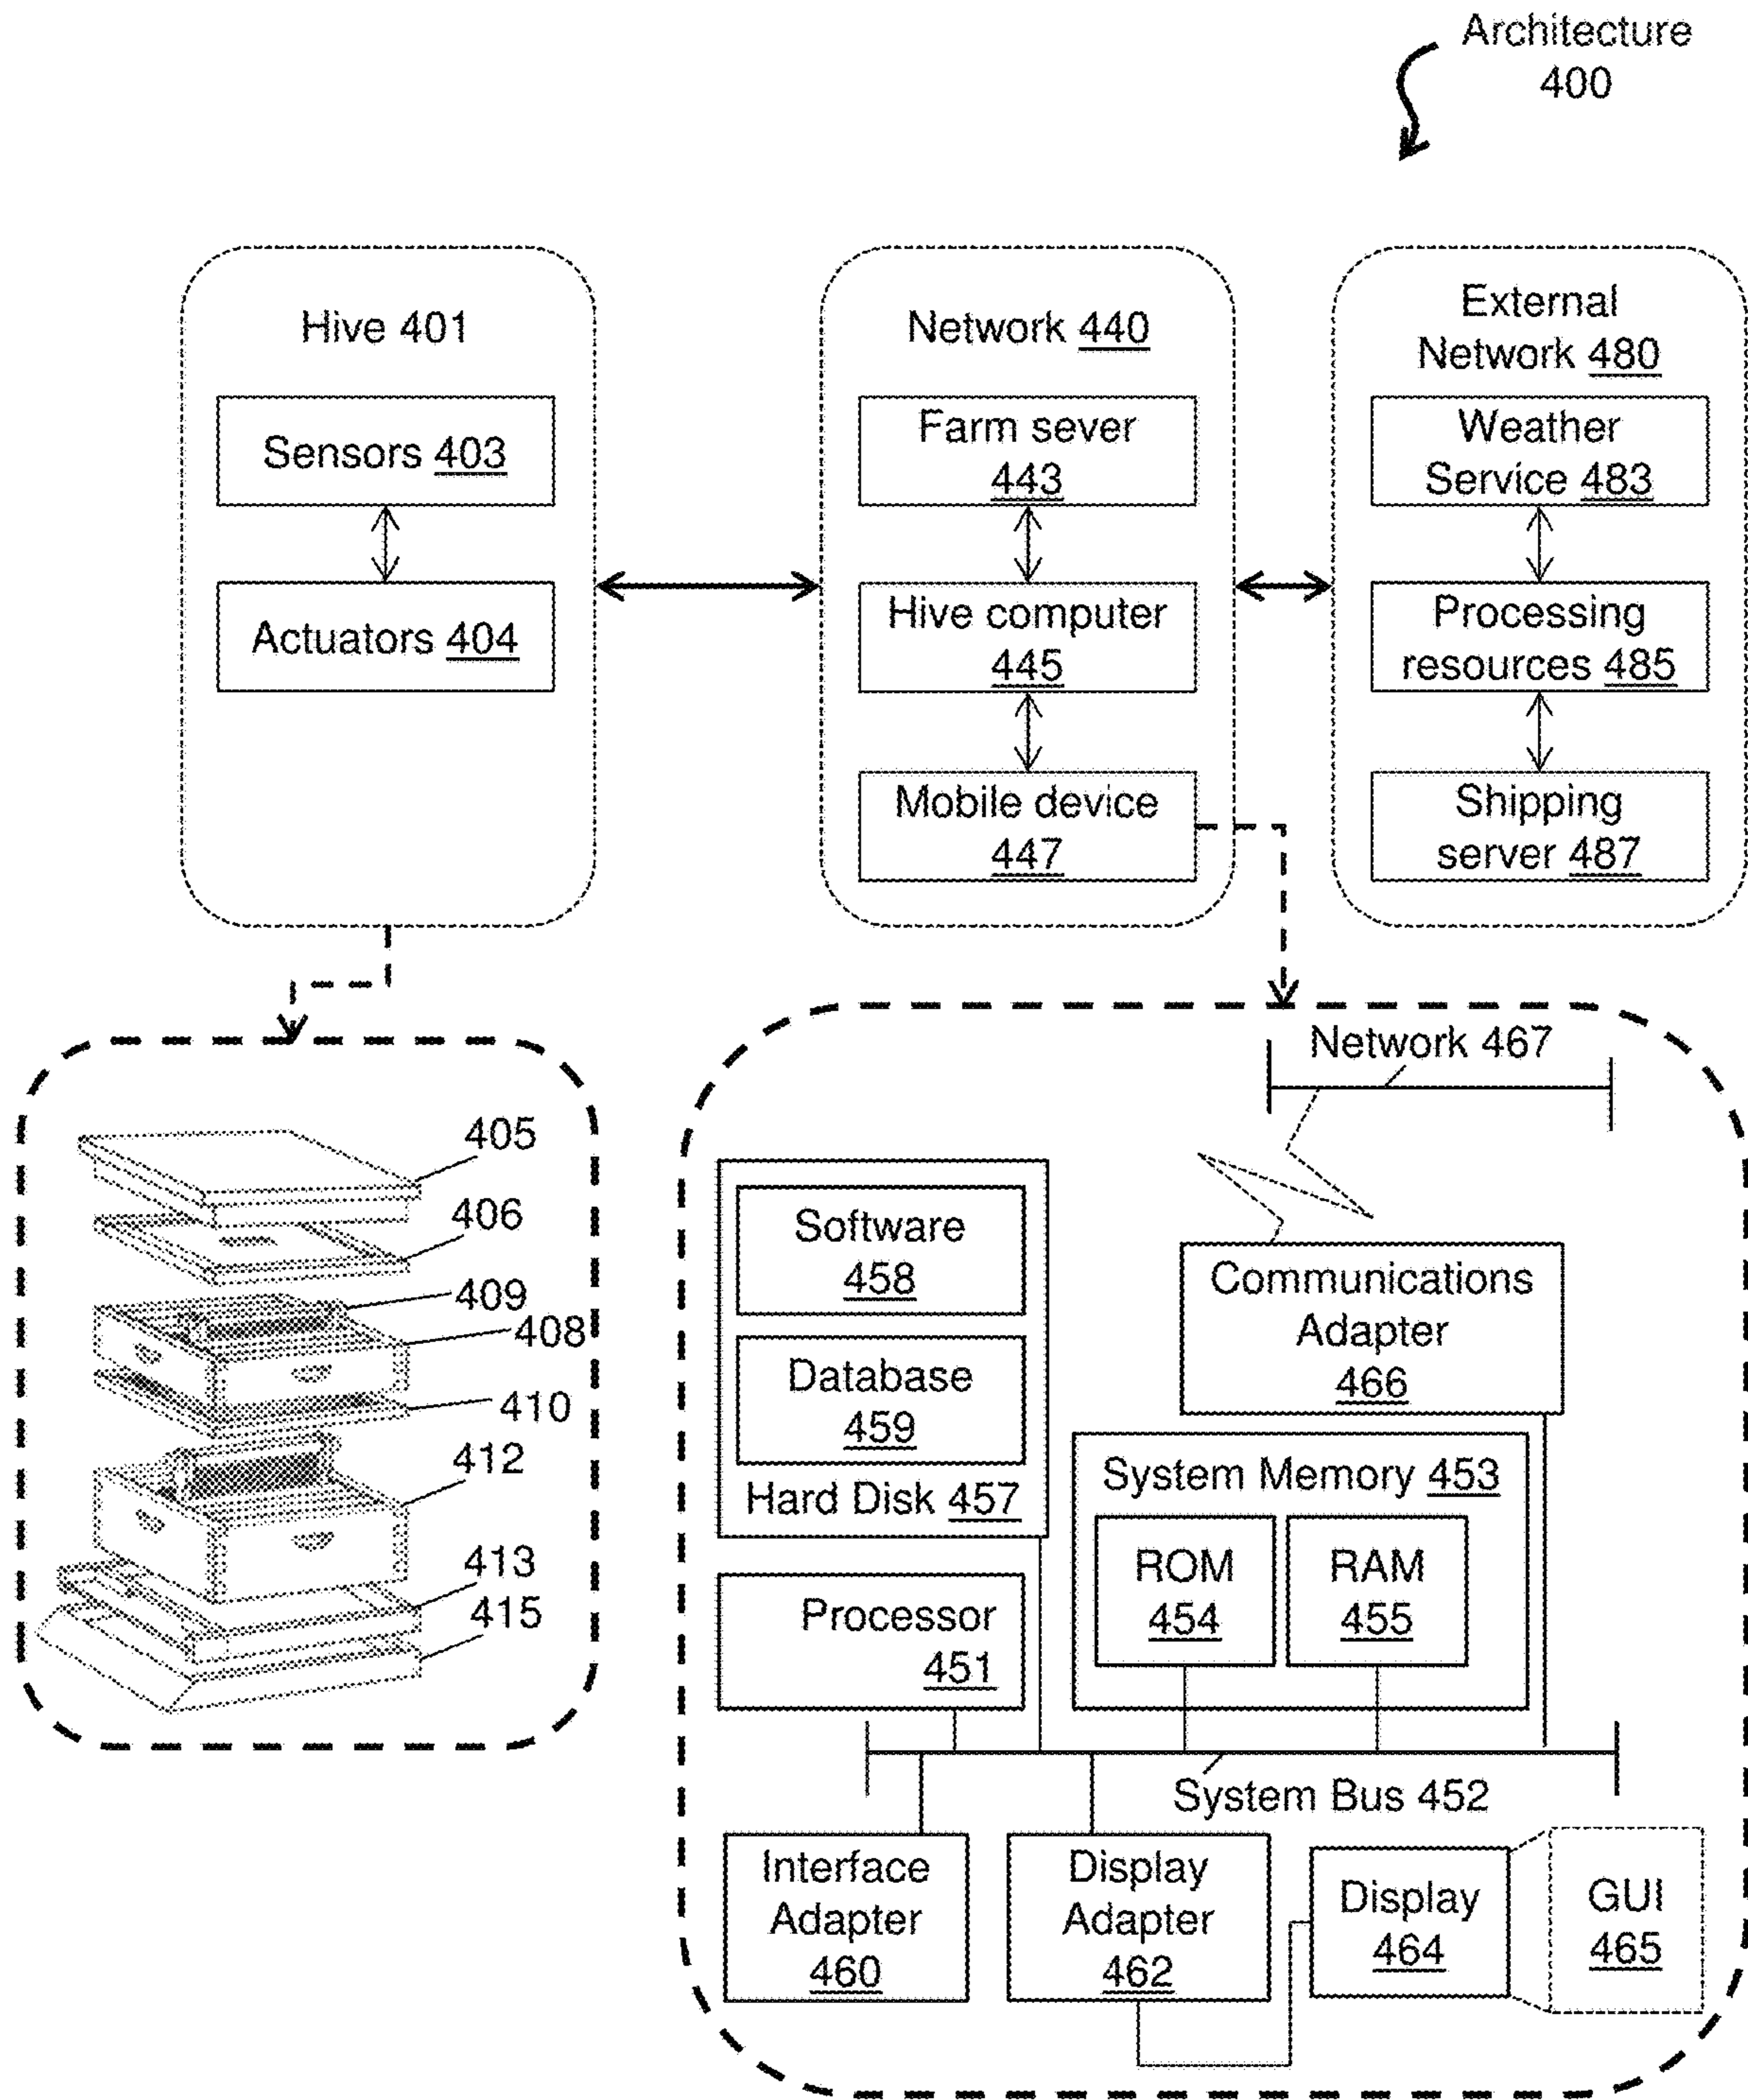 Architecture
400
Hive 401
Sensors 403
Actuators 404
Network 440
Farm sever
443
Hive computer
445
Mobile device
447
External
Network 480
Weather
Service 483
Processing
resources 485
Shipping
server 487
405
406
409
408
410
412
413
415
Network 467
Software
458
Database
459
Hard Disk 457
Communications
Adapter
466
System Memory 453
ROM
454
RAM
455
Processor
451
System Bus 452
Interface
Adapter
460
Display
Adapter
462
Display
464
GUI
465